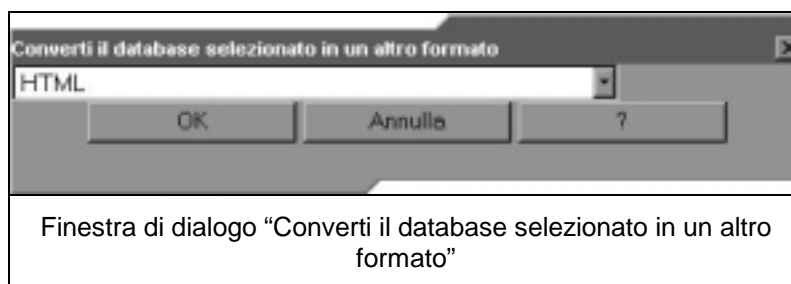 Converti il database selezionato in un altro formato
HTML
OK Annulla ?
Finestra di dialogo “Converti il database selezionato in un altro
formato”